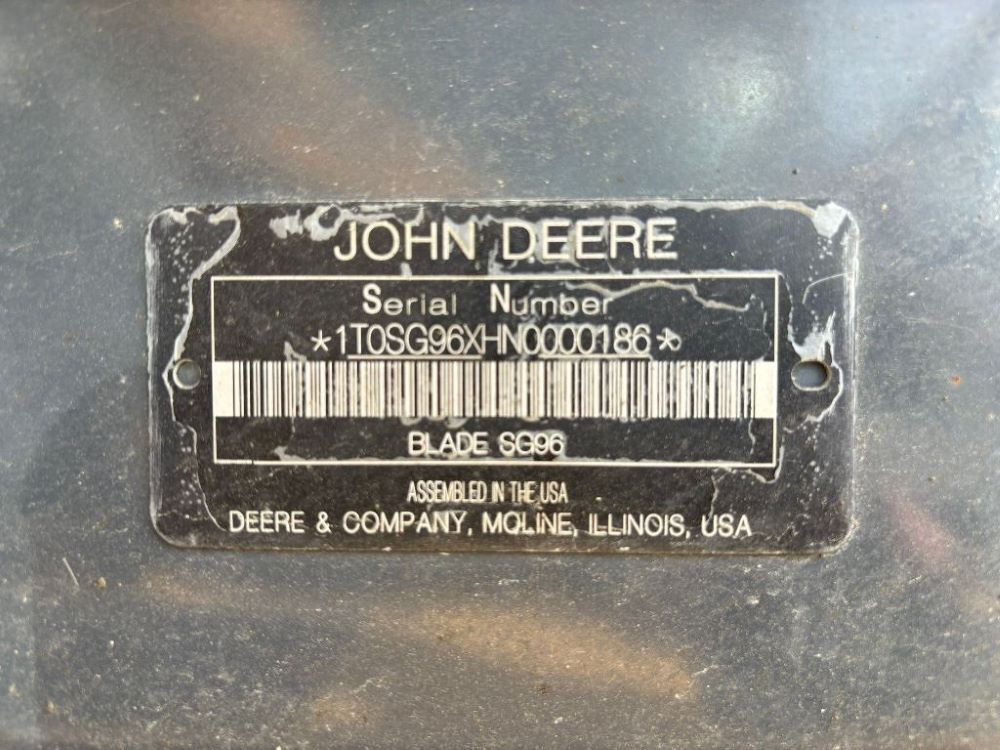 JOHN DEERE
Serial Number
*1T0SG96XHN0000186*
BLADE SG96
ASSEMBLED IN THE USA
DEERE & COMPANY, MOLINE, ILLINOIS, USA